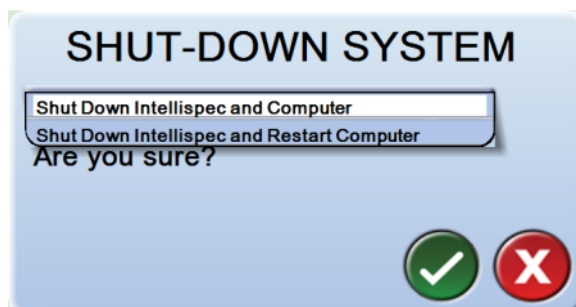 SHUT-DOWN SYSTEM
Shut Down Intellispec and Computer
Shut Down Intellispec and Restart Computer
Are you sure?
X